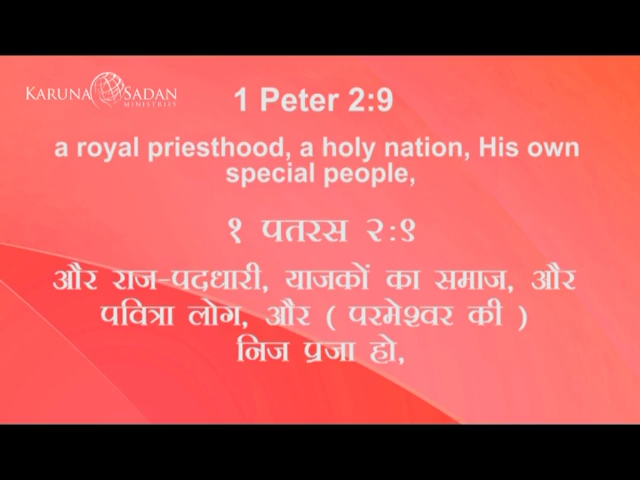 KARUNA SADAN
MINISTRIES
1 Peter 2:9
a royal priesthood, a holy nation, His own
special people,
१ पतरस २:९
और राज-पदधारी, याजकों का समाज, और
पवित्रा लोग, और ( परमेश्वर की )
निज प्रजा हो,